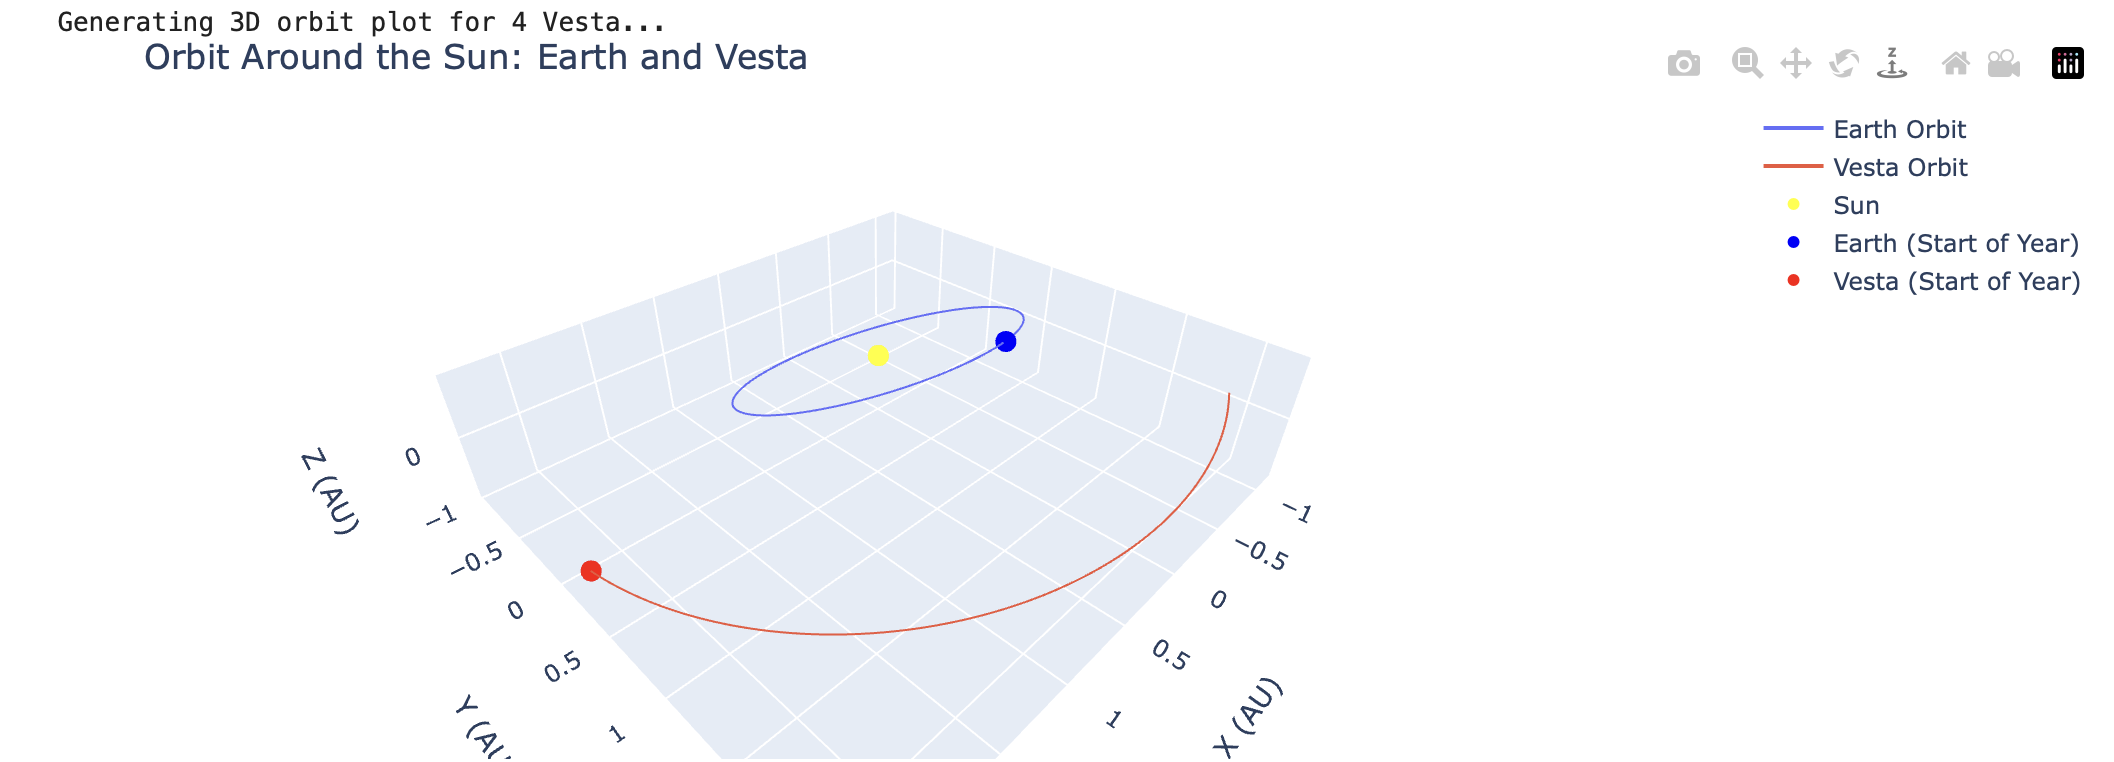 Generating 3D orbit plot for 4 Vesta...
Orbit Around the Sun: Earth and Vesta
z
Earth Orbit
Vesta Orbit
Sun
Earth (Start of Year)
Vesta (Start of Year)
Z (AU)
0
−1
−0.5
0
0.5
1
Y (AU
−1
−0.5
0
0.5
1
X (AU)